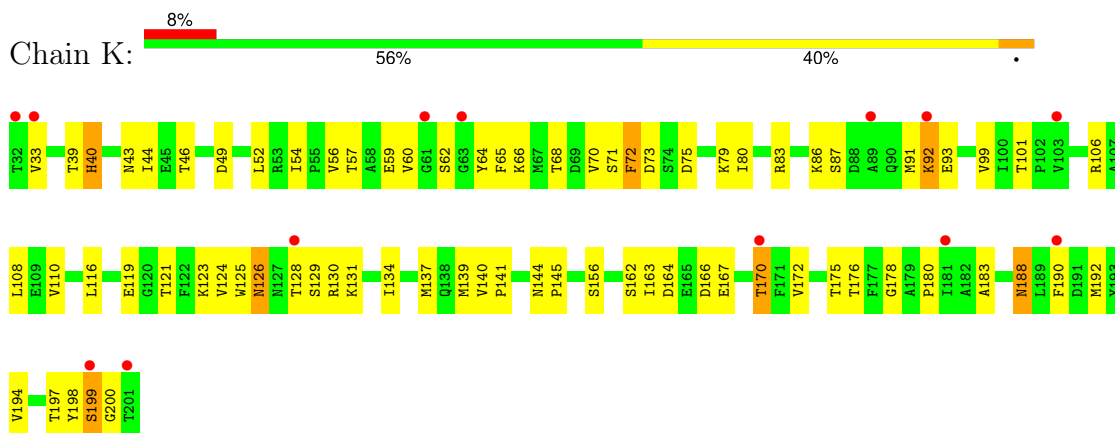 8%
Chain K:
56% 40% •
T32 V33 T39 H40 N43 I44 E45 T46 D49 L52 R53 I54 P55 V56 T57 A58 E59 V60 G61 S62 G63 Y64 F65 K66 M67 T68 D69 V70 S71 F72 D73 S74 D75 K79 I80 R83 K86 S87 D88 A89 Q90 M91 K92 E93 V99 I100 T101 P102 V103 R106 A107
L108 E109 V110 L116 E119 G120 T121 F122 K123 V124 W125 N126 N127 T128 S129 R130 K131 I134 M137 Q138 M139 V140 P141 N144 P145 S156 S162 I163 D164 E165 D166 E167 T170 F171 V172 T175 T176 F177 G178 A179 P180 I181 A182 A183 N188 L189 F190 D191 M192 Y193
V194 T197 Y198 S199 G200 T201